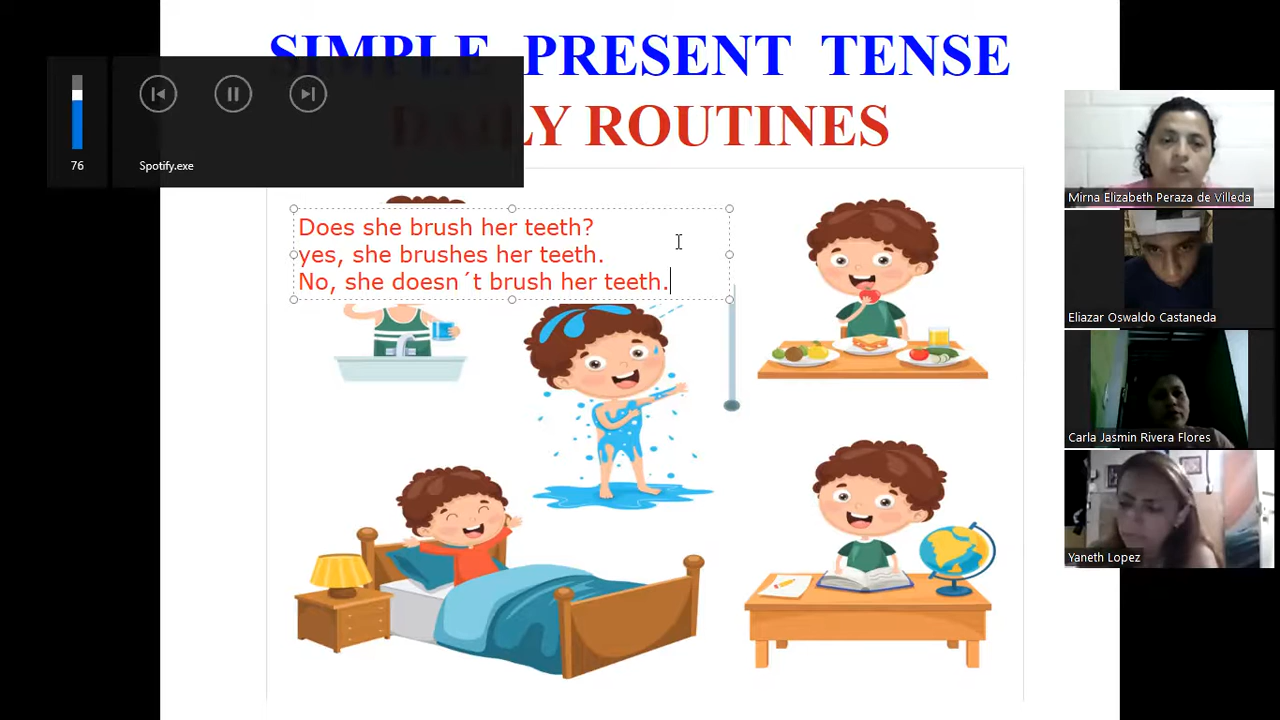 SIMPLE PRESENT TENSE
DAILY ROUTINES
76
Spotify.exe
Does she brush her teeth?
yes, she brushes her teeth.
No, she doesn´t brush her teeth.
Mirna Elizabeth Peraza de Villeda
Eliazar Oswaldo Castaneda
Carla Jasmin Rivera Flores
Yaneth Lopez